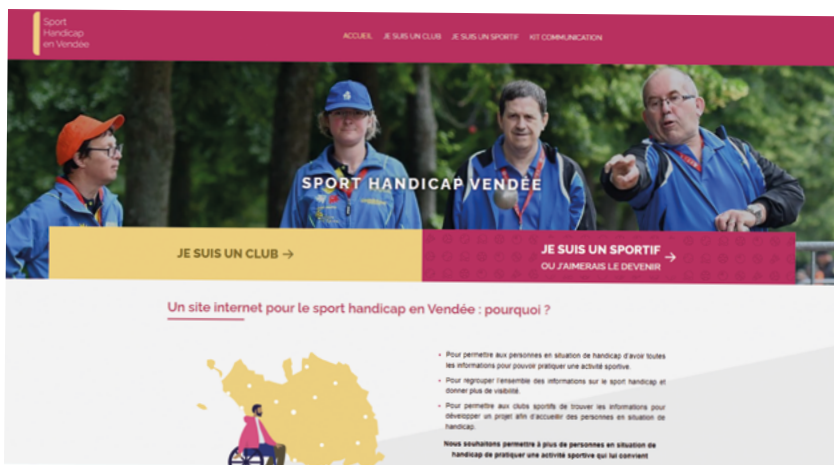 Sport
Handicap
en Vendée
ACCUEIL JE SUIS UN CLUB JE SUIS UN SPORTIF KIT COMMUNICATION
SPORT HANDICAP VENDÉE
JE SUIS UN CLUB →
JE SUIS UN SPORTIF →
OU J'AIMERAIS LE DEVENIR
Un site internet pour le sport handicap en Vendée : pourquoi ?
• Pour permettre aux personnes en situation de handicap d'avoir toutes
les informations pour pouvoir pratiquer une activité sportive.
• Pour regrouper l'ensemble des informations sur le sport handicap et
donner plus de visibilité.
• Pour permettre aux clubs sportifs de trouver les informations pour
développer un projet afin d'accueillir des personnes en situation de
handicap.
Nous souhaitons permettre à plus de personnes en situation de
handicap de pratiquer une activité sportive qui lui convient